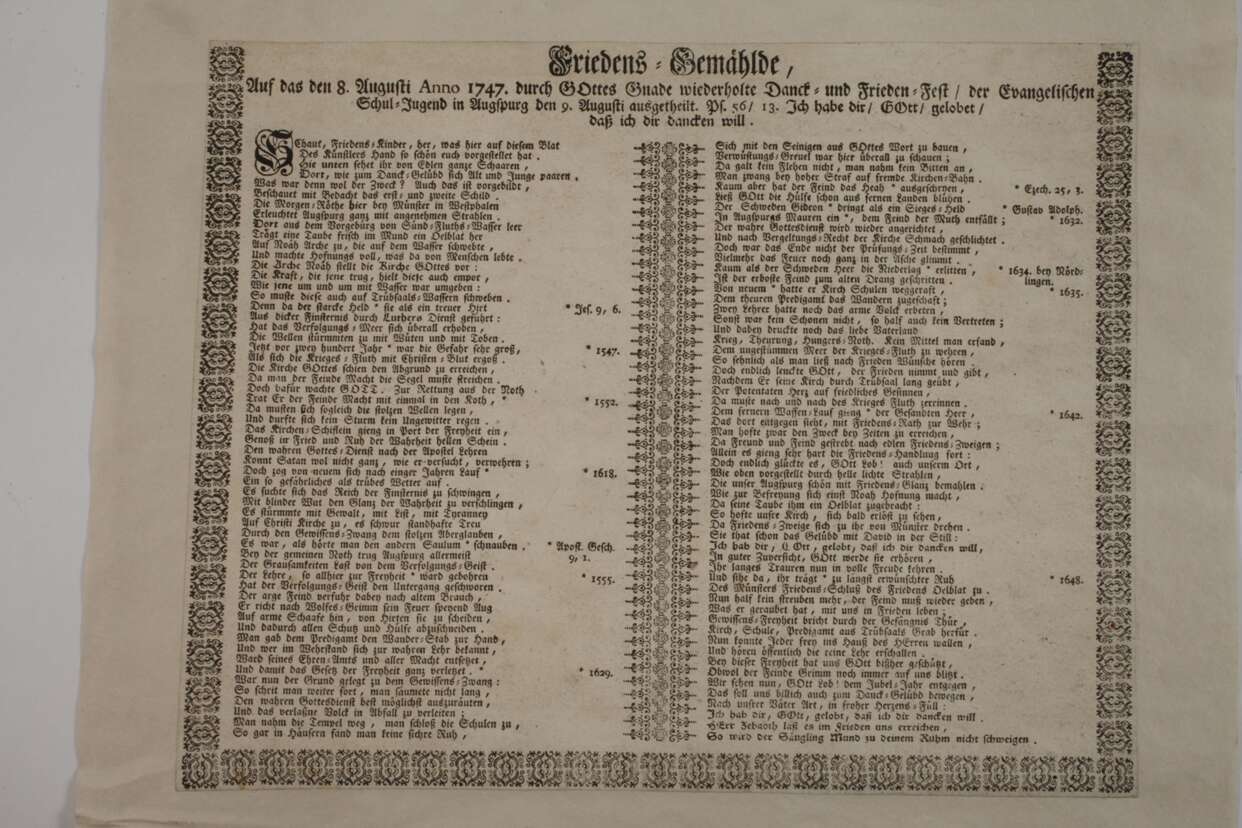 Friedens-Gemählde,
Auf das den 8. Augusti Anno 1747. durch GOttes Gnade wiederholte Danck- und Frieden-Fest/ der Evangelischen
Schul-Jugend in Augspurg den 9. Augusti ausgetheilt. Ps. 56/ 13. Ich habe dir/ GOtt/ gelobet/
daß ich dir dancken will.
SChaut, Friedens-Kinder, her, was hier auf diesem Blat
Des Künstlers Hand so schön euch vorgestellet hat.
Hie unten sehet ihr von Edlen ganze Schaaren,
Dort, wie zum Danck-Gelübd sich Alt und Junge paaren.
Was war denn wol der Zweck? Auch das ist vorgebildt,
Beschauet mit Bedacht das erst- und zweite Schild.
Die Morgen-Röthe hier bey Münster in Westphalen
Erleuchtet Augspurg ganz mit angenehmen Strahlen.
Dort aus dem Vorgebürg von Sünd-Fluths-Wasser leer
Trägt eine Taube frisch im Mund ein Oelblat her
Auf Noäh Arche zu, die auf dem Wasser schwebte,
Und machte Hofnungs voll, was da von Menschen lebte.
Die Arche Noäh stellt die Kirche GOttes vor:
Die Kraft, die jene trug, hielt diese auch empor,
Wie jene um und um mit Wasser war umgeben:
So muste diese auch auf Trübsaals-Wassern schweben.
Denn da der starcke Held * sie als ein treuer Hirt * Jes. 9, 6.
Aus dicker Finsternis durch Luthers Dienst geführt:
Hat das Verfolgungs-Meer sich überall erhoben,
Die Wellen stürmeten zu mit Wüten und mit Toben.
Jetzt vor zwey hundert Jahr * war die Gefahr sehr groß, * 1547.
Als sich die Krieges-Fluth mit Christen-Blut ergoß.
Die Kirche GOttes schien den Abgrund zu erreichen,
Da man der Feinde Macht die Segel muste streichen.
Doch dafür wachte GOTT. Zur Rettung aus der Noth
Trat Er der Feinde Macht mit einmal in den Koth, * * 1552.
Da musten sich sogleich die stolzen Wellen legen,
Und durfte sich kein Sturm kein Ungewitter regen.
Das Kirchen-Schiflein gieng in Port der Freyheit ein,
Genoß in Fried und Ruh der Wahrheit hellen Schein.
Den wahren Gottes-Dienst nach der Apostel Lehren
Konnt Satan wol nicht ganz, wie er versucht, verwehren;
Doch zog von neuem sich nach einger Jahren Lauf * * 1618.
Ein so gefährliches als trübes Wetter auf.
Es suchte sich das Reich der Finsternis zu schwingen,
Mit blinder Wut den Glanz der Wahrheit zu verschlingen,
Es stürmmte mit Gewalt, mit List, mit Tyranney
Auf Christi Kirche zu, es schwur standhafte Treu
Durch den Gewissens-Zwang dem stolzen Aberglauben,
Es war, als hörte man den andern Saulum * schnauben. * Apost. Gesch. 9, 1.
Bey der gemeinen Noth trug Augspurg allermeist
Der Grausamkeiten Last von dem Verfolgungs-Geist.
Der Lehre, so allhier zur Freyheit * ward gebohren * 1555.
Hat der Verfolgungs-Geist den Untergang geschworen.
Der arge Feind verfuhr dabey nach altem Brauch,
Er richt nach Wolfes-Grimm sein Feuer speyend Aug
Auf arme Schaafe hin, von Hirten sie zu scheiden,
Und dadurch allen Schutz und Hülfe abzuschneiden.
Man gab dem Predigamt den Wander-Stab zur Hand,
Und wer im Wehrstand sich zur wahren Lehr bekannt,
Ward seines Ehren-Amts und aller Macht entsetzet,
Und damit das Gesetz der Freyheit ganz verletzet. * * 1629.
War nun der Grund gelegt zu dem Gewissens-Zwang:
So schrit man weiter fort, man säumete nicht lang,
Den wahren Gottesdienst best möglichst auszuräuten,
Und das verlaßne Volck in Abfall zu verleiten;
Man nahm die Tempel weg, man schloß die Schulen zu,
So gar in Häusern fand man keine sichre Ruh,
Sich mit den Seinigen aus GOttes Wort zu bauen,
Verwüstungs-Greuel war hier überall zu schauen;
Da galt kein Flehen nicht, man nahm kein Bitten an,
Man zwang bey hoher Straf auf fremde Kirchen-Bahn.
Kaum aber hat der Feind das Heah * ausgeschryen, * Ezech. 25, 3.
Ließ GOtt die Hülfe schon aus fernen Landen blühen.
Der Schweden Gideon * dringt als ein Sieges-Held * Gustav Adolph.
In Augspurgs Mauren ein *, dem Feind der Muth entfällt; * 1632.
Der wahre Gottesdienst wird wieder angerichtet,
Und nach Vergeltungs-Recht der Kirche Schmach geschlichtet.
Doch war das Ende nicht der Prüfungs-Zeit bestimmt,
Vielmehr das Feuer noch ganz in der Asche glimmt.
Kaum als der Schweden Heer die Niederlag * erlitten, * 1634. bey Nördlingen.
Ist der erboste Feind zum alten Drang geschritten.
Von neuem * hatte er Kirch Schulen weggeraft, * 1635.
Dem theuren Predigamt das Wandern zugeschaft;
Zwey Lehrer hatte noch das arme Volck erbeten,
Sonst war kein Schonen nicht, so half auch kein Vertreten;
Und dabey druckte noch das liebe Vaterland
Krieg, Theurung, Hungers-Noth. Kein Mittel man erfand,
Dem ungestümmen Meer der Krieges-Fluth zu wehren,
So sehnlich als man ließ nach Frieden Wünsche hören.
Doch endlich lenckte GOtt, der Frieden nimmt und gibt,
Nachdem Er seine Kirch durch Trübsaal lang geübt,
Der Potentaten Herz auf friedliches Gesinnen,
Da muste nach und nach des Krieges Fluth zerrinnen.
Dem fernern Waffen-Lauf gieng * der Gesandten Heer, * 1642.
Das dort entgegen steht, mit Friedens-Rath zur Wehr;
Man hofte zwar den Zweck bey Zeiten zu erreichen,
Da Freund und Feind gestrebt nach edlen Friedens-Zweigen;
Allein es gieng sehr hart die Friedens-Handlung fort:
Doch endlich glückte es, GOtt Lob! auch unserm Ort,
Wie oben vorgestellt durch helle lichte Strahlen,
Die unser Augspurg schön mit Friedens-Glanz bemahlen.
Wie zur Befreyung sich einst Noah Hofnung macht,
Da seine Taube ihm ein Oelblat zugebracht:
So hofte unsre Kirch, sich bald erlöst zu sehen,
Da Friedens-Zweige sich zu ihr von Münster drehen.
Sie that schon das Gelübd mit David in der Still:
Ich hab dir, GOtt, gelobt, daß ich dir dancken will,
In guter Zuversicht, GOtt werde sie erhören,
Ihr langes Trauren nun in volle Freude kehren.
Und sihe da, ihr trägt * zu längst erwünschter Ruh * 1648.
Des Münsters Friedens-Schluß des Friedens Oelblat zu.
Nun half kein streuben mehr, der Feind muß wieder geben,
Was er geraubet hat, mit uns in Frieden leben;
Gewissens-Freyheit bricht durch der Gefängnis Thür,
Kirch, Schule, Predigamt aus Trübsaals Grab herfür.
Nun konnte Jeder frey ins Hauß des HErren wallen,
Und hören öffentlich die reine Lehr erschallen.
Bey dieser Freyheit hat uns GOtt bißher geschützt,
Obwol der Feinde Grimm noch immer auf uns blitzt.
Wir sehen nun, GOtt Lob! dem Jubel-Jahr entgegen,
Das soll uns billich auch zum Danck-Gelübd bewegen,
Nach unsrer Väter Art, in froher Herzens-Füll:
Ich hab dir, GOtt, gelobt, daß ich dir dancken will.
HErr Zebaoth laß es im Frieden uns erreichen,
So wird der Säugling Mund zu deinem Ruhm nicht schweigen.